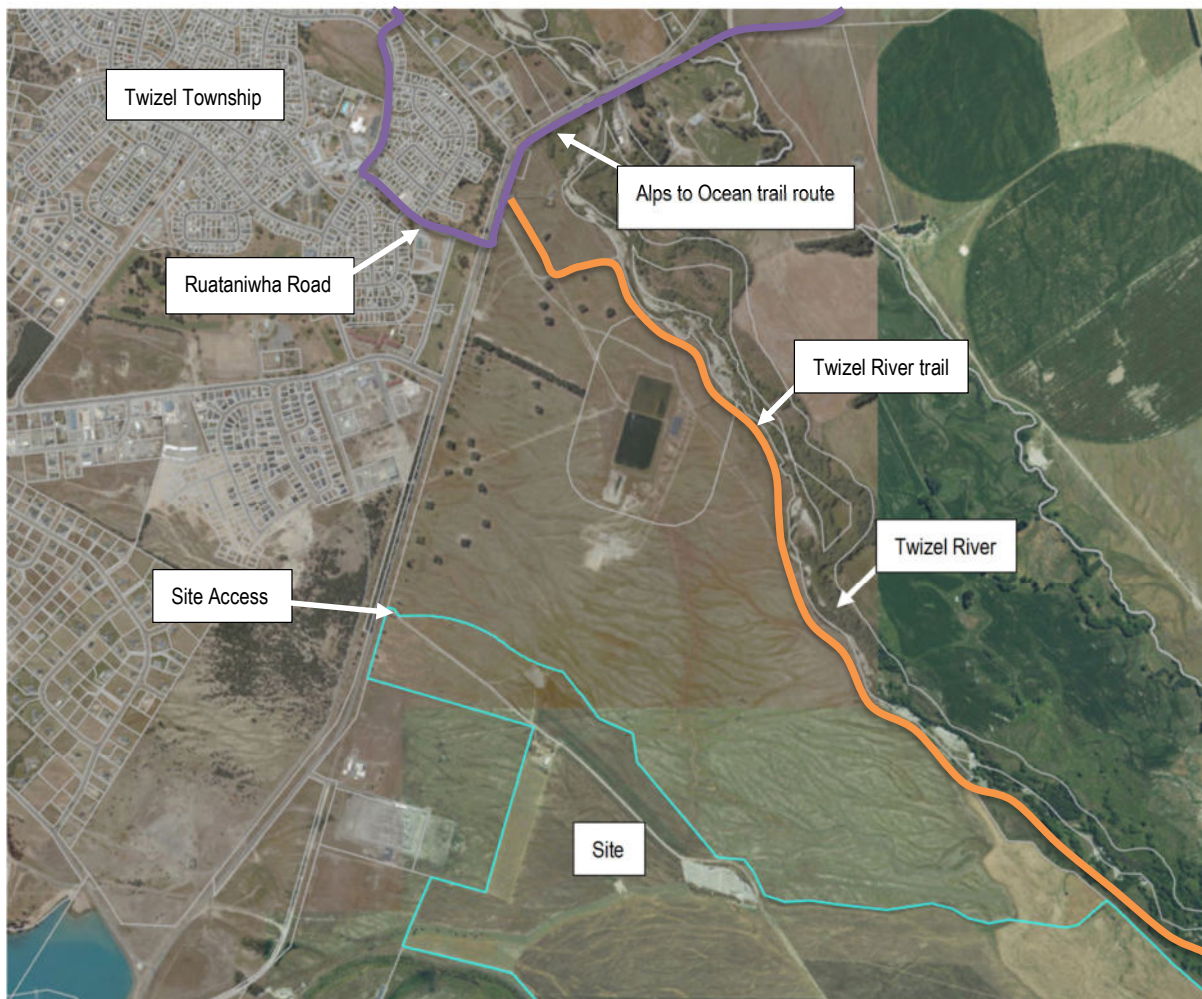 Twizel Township
Alps to Ocean trail route
Ruataniwha Road
Twizel River trail
Twizel River
Site Access
Site